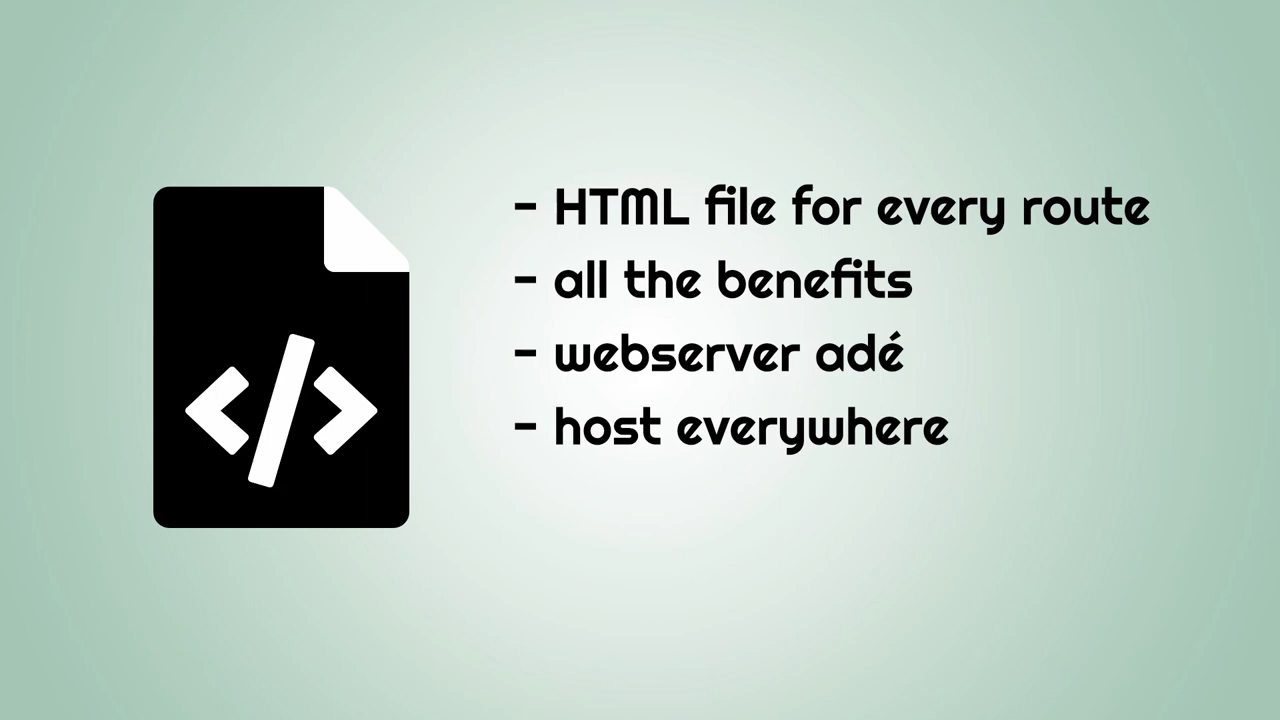 - HTML file for every route
- all the benefits
- webserver adé
- host everywhere